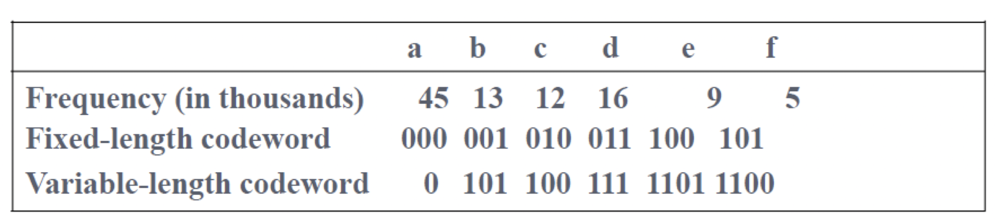 a b c d e f
Frequency (in thousands) 45 13 12 16 9 5
Fixed-length codeword 000 001 010 011 100 101
Variable-length codeword 0 101 100 111 1101 1100